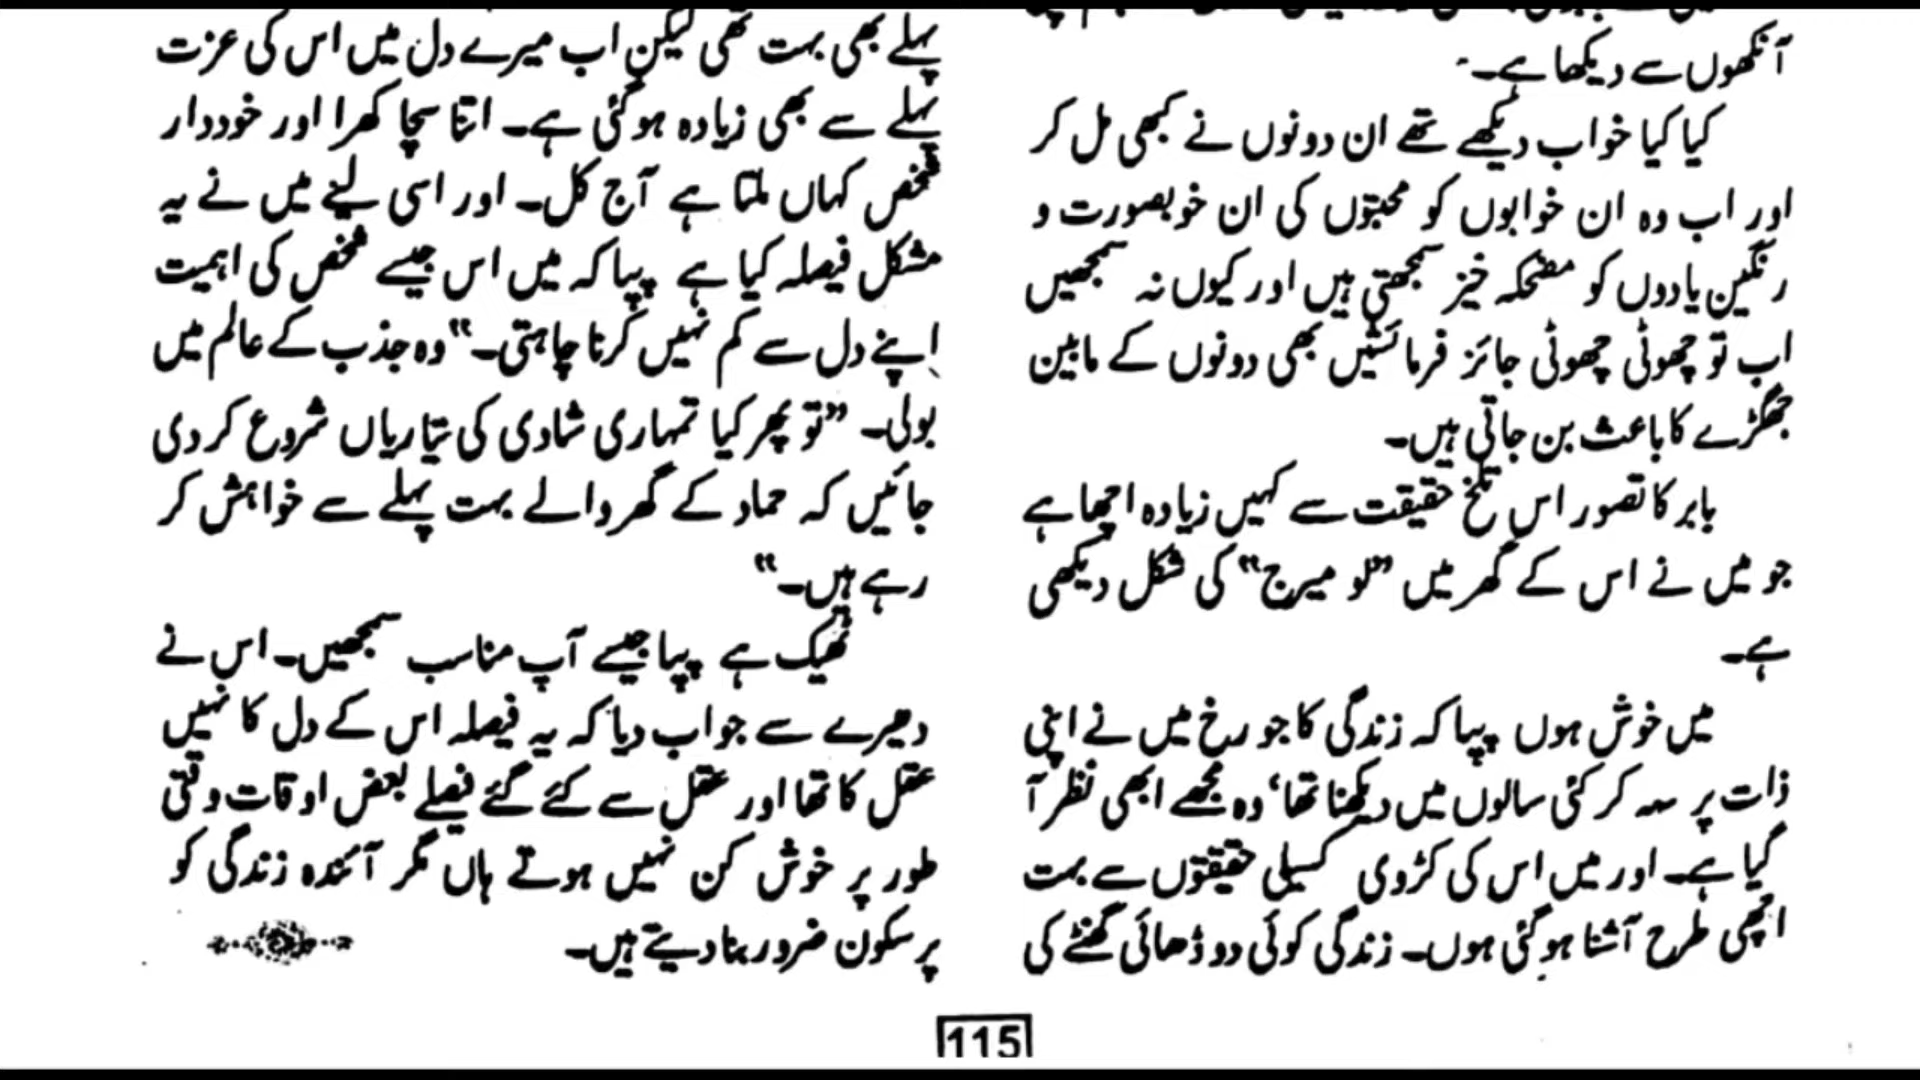 آنکھوں سے دیکھا ہے۔
کیا کیا خواب دیکھے تھے ان دونوں نے کبھی مل کر
اور اب وہ ان خوابوں کو محبتوں کی ان خوبصورت و
رنگین یادوں کو مضحکہ خیز سمجھتی ہیں اور کیوں نہ سمجھیں
اب تو چھوٹی چھوٹی جائز فرمائشیں بھی دونوں کے مابین
جھگڑے کا باعث بن جاتی ہیں۔
بابر کا تصور اس تلخ حقیقت سے کہیں زیادہ اچھا ہے
جو میں نے اس کے گھر میں ”لو میرج“ کی شکل دیکھی
ہے۔
میں خوش ہوں پپا کہ زندگی کا جو رخ میں نے اپنی
ذات پر سہہ کر کئی سالوں میں دیکھنا تھا، وہ مجھے ابھی نظر آ
گیا ہے۔ اور میں اس کی کڑوی کسیلی حقیقتوں سے بہت
اچھی طرح آشنا ہو گئی ہوں۔ زندگی کوئی دو ڈھائی گھنٹے کی
پہلے بھی بہت تھی لیکن اب میرے دل میں اس کی عزت
پہلے سے بھی زیادہ ہو گئی ہے۔ اتنا سچا کھرا اور خوددار
شخص کہاں ملتا ہے آج کل۔ اور اسی لیئے میں نے یہ
مشکل فیصلہ کیا ہے پپا کہ میں اس جیسے شخص کی اہمیت
اپنے دل سے کم نہیں کرنا چاہتی۔“ وہ جذب کے عالم میں
بولی۔ ”تو پھر کیا تمہاری شادی کی تیاریاں شروع کر دی
جائیں کہ حماد کے گھر والے بہت پہلے سے خواہش کر
رہے ہیں۔“
ٹھیک ہے پپا جیسے آپ مناسب سمجھیں۔ اس نے
دھیرے سے جواب دیا کہ یہ فیصلہ اس کے دل کا نہیں
عقل کا تھا اور عقل سے کئے گئے فیصلے بعض اوقات وقتی
طور پر خوش کن نہیں ہوتے ہاں مگر آئندہ زندگی کو
پر سکون ضرور بنا دیتے ہیں۔
115